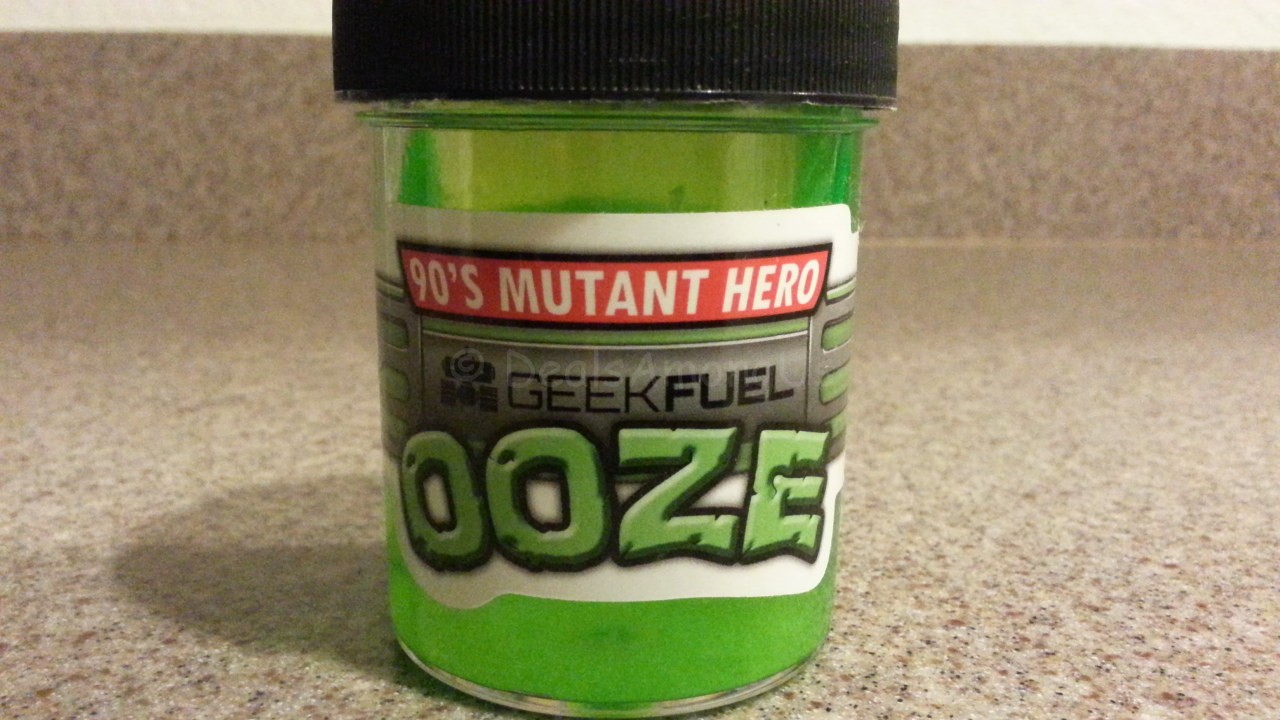 90'S MUTANT HERO
GEEKFUEL
OOZE